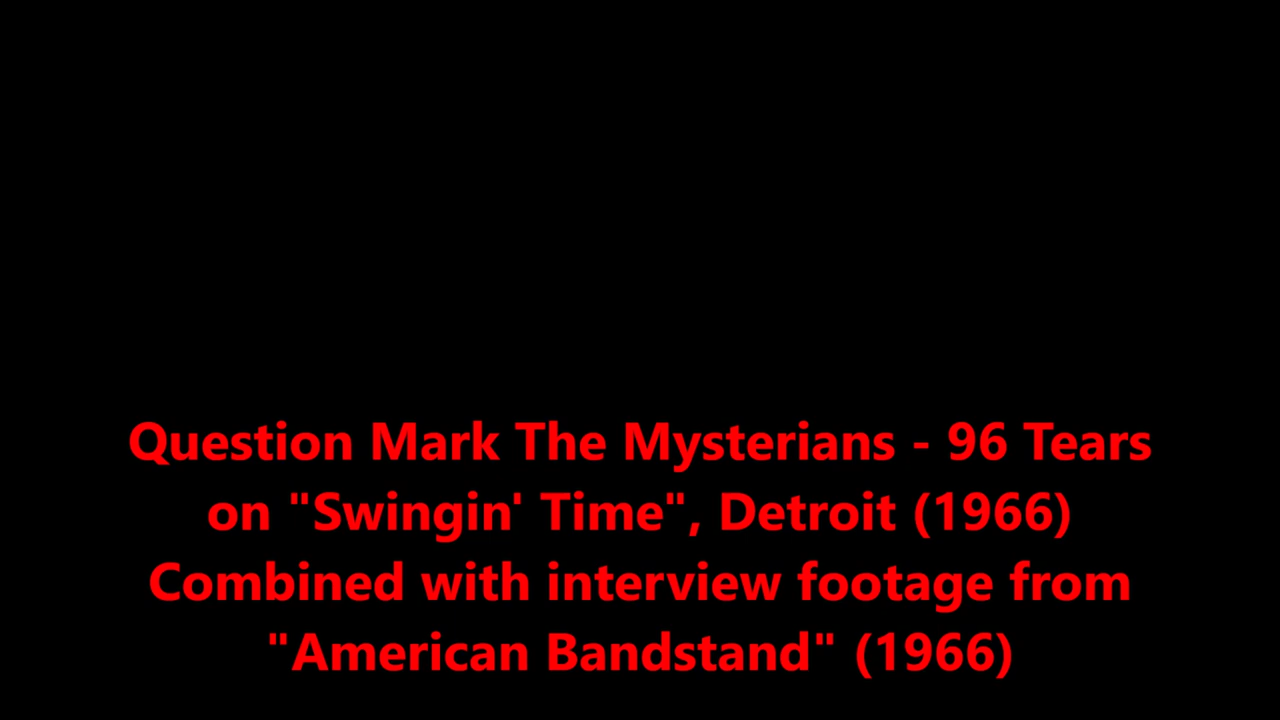 Question Mark The Mysterians - 96 Tears
on "Swingin' Time", Detroit (1966)
Combined with interview footage from
"American Bandstand" (1966)